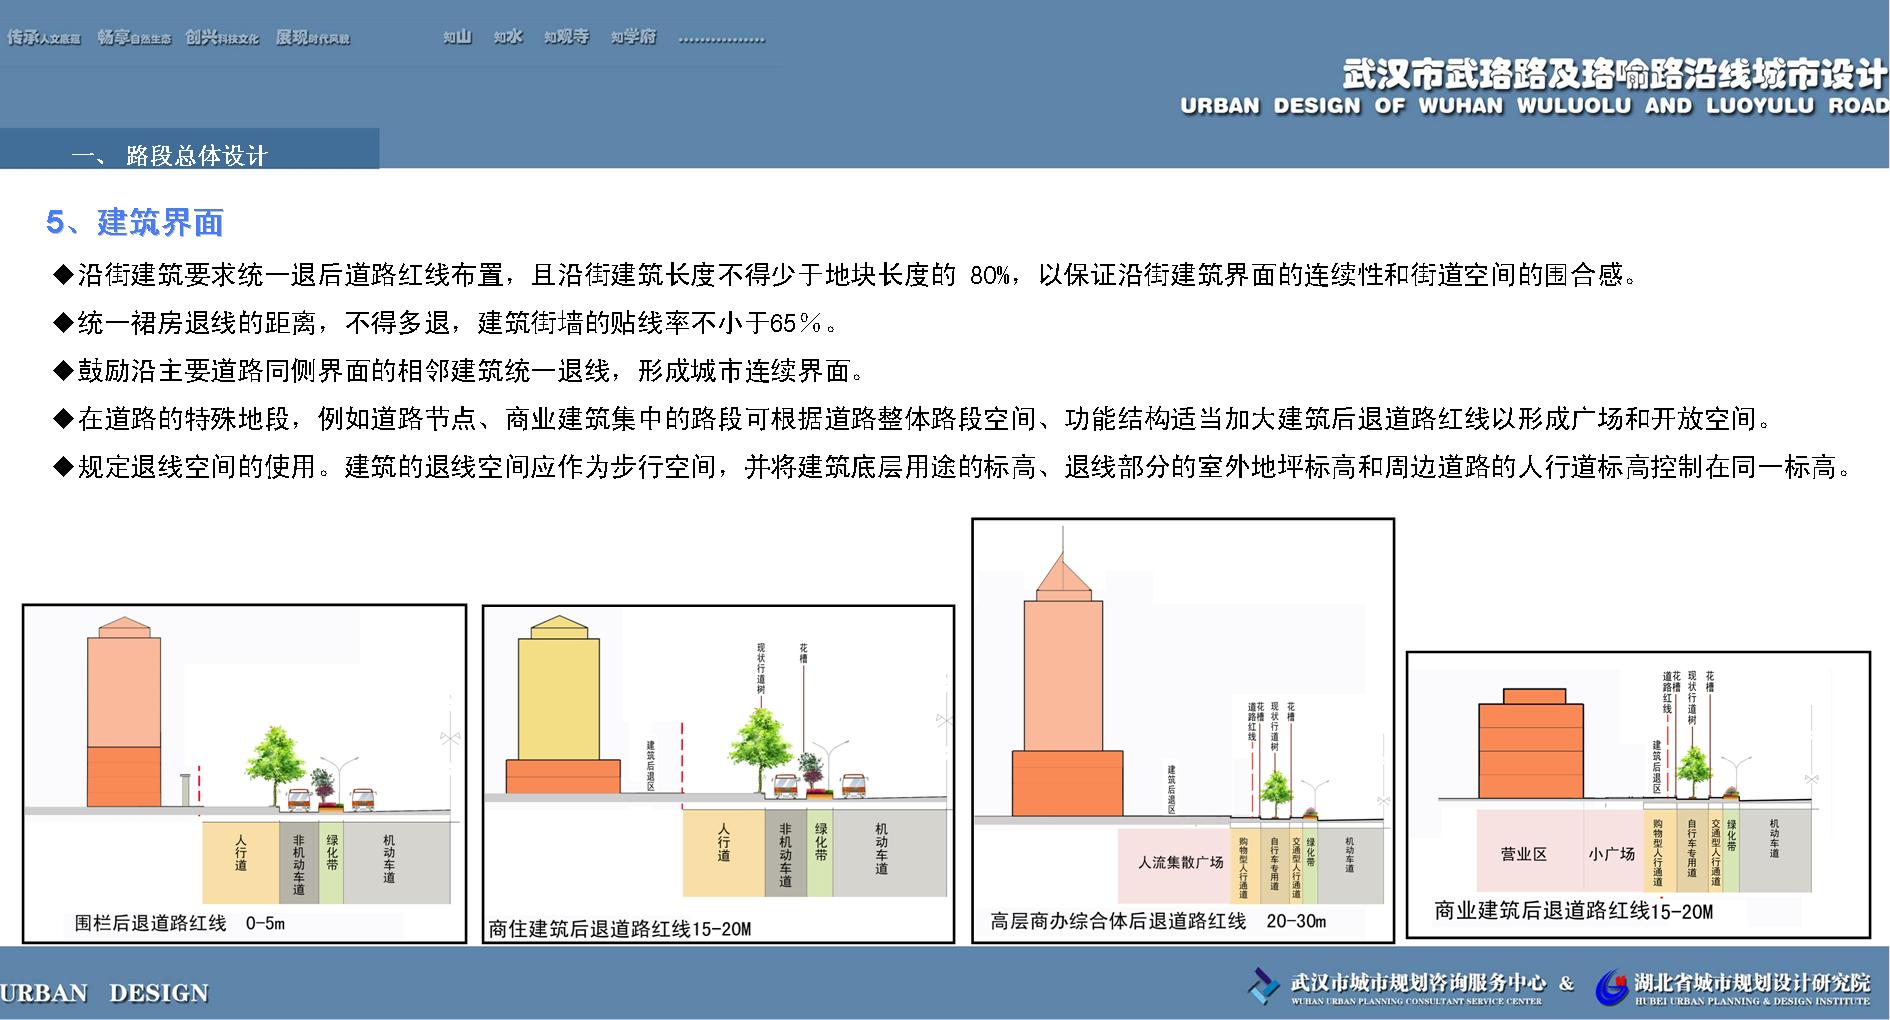 传承人文底蕴 畅享自然生态 创兴科技文化 展现时代风貌 知山 知水 知观寺 知学府 ................
武汉市武珞路及珞喻路沿线城市设计
URBAN DESIGN OF WUHAN WULUOLU AND LUOYULU ROAD
一、 路段总体设计
5、建筑界面
◆沿街建筑要求统一退后道路红线布置，且沿街建筑长度不得少于地块长度的 80%，以保证沿街建筑界面的连续性和街道空间的围合感。
◆统一裙房退线的距离，不得多退，建筑街墙的贴线率不小于65％。
◆鼓励沿主要道路同侧界面的相邻建筑统一退线，形成城市连续界面。
◆在道路的特殊地段，例如道路节点、商业建筑集中的路段可根据道路整体路段空间、功能结构适当加大建筑后退道路红线以形成广场和开放空间。
◆规定退线空间的使用。建筑的退线空间应作为步行空间，并将建筑底层用途的标高、退线部分的室外地坪标高和周边道路的人行道标高控制在同一标高。
人行道
非机动车道
绿化带
机动车道
围栏后退道路红线 0-5m
现状行道树
花槽
建筑后退区
人行道
非机动车道
绿化带
机动车道
商住建筑后退道路红线15-20M
道路红线
花槽
现状行道树
花槽
建筑后退区
人流集散广场
购物型人行通道
自行车专用道
交通型人行通道
绿化带
机动车道
高层商办综合体后退道路红线 20-30m
道路红线
花槽
现状行道树
花槽
建筑后退区
营业区
小广场
购物型人行通道
自行车专用道
交通型人行通道
绿化带
机动车道
商业建筑后退道路红线15-20M
URBAN DESIGN
武汉市城市规划咨询服务中心 & 湖北省城市规划设计研究院
WUHAN URBAN PLANNING CONSULTANT SERVICE CENTER HUBEI URBAN PLANNING & DESIGN INSTITUTE